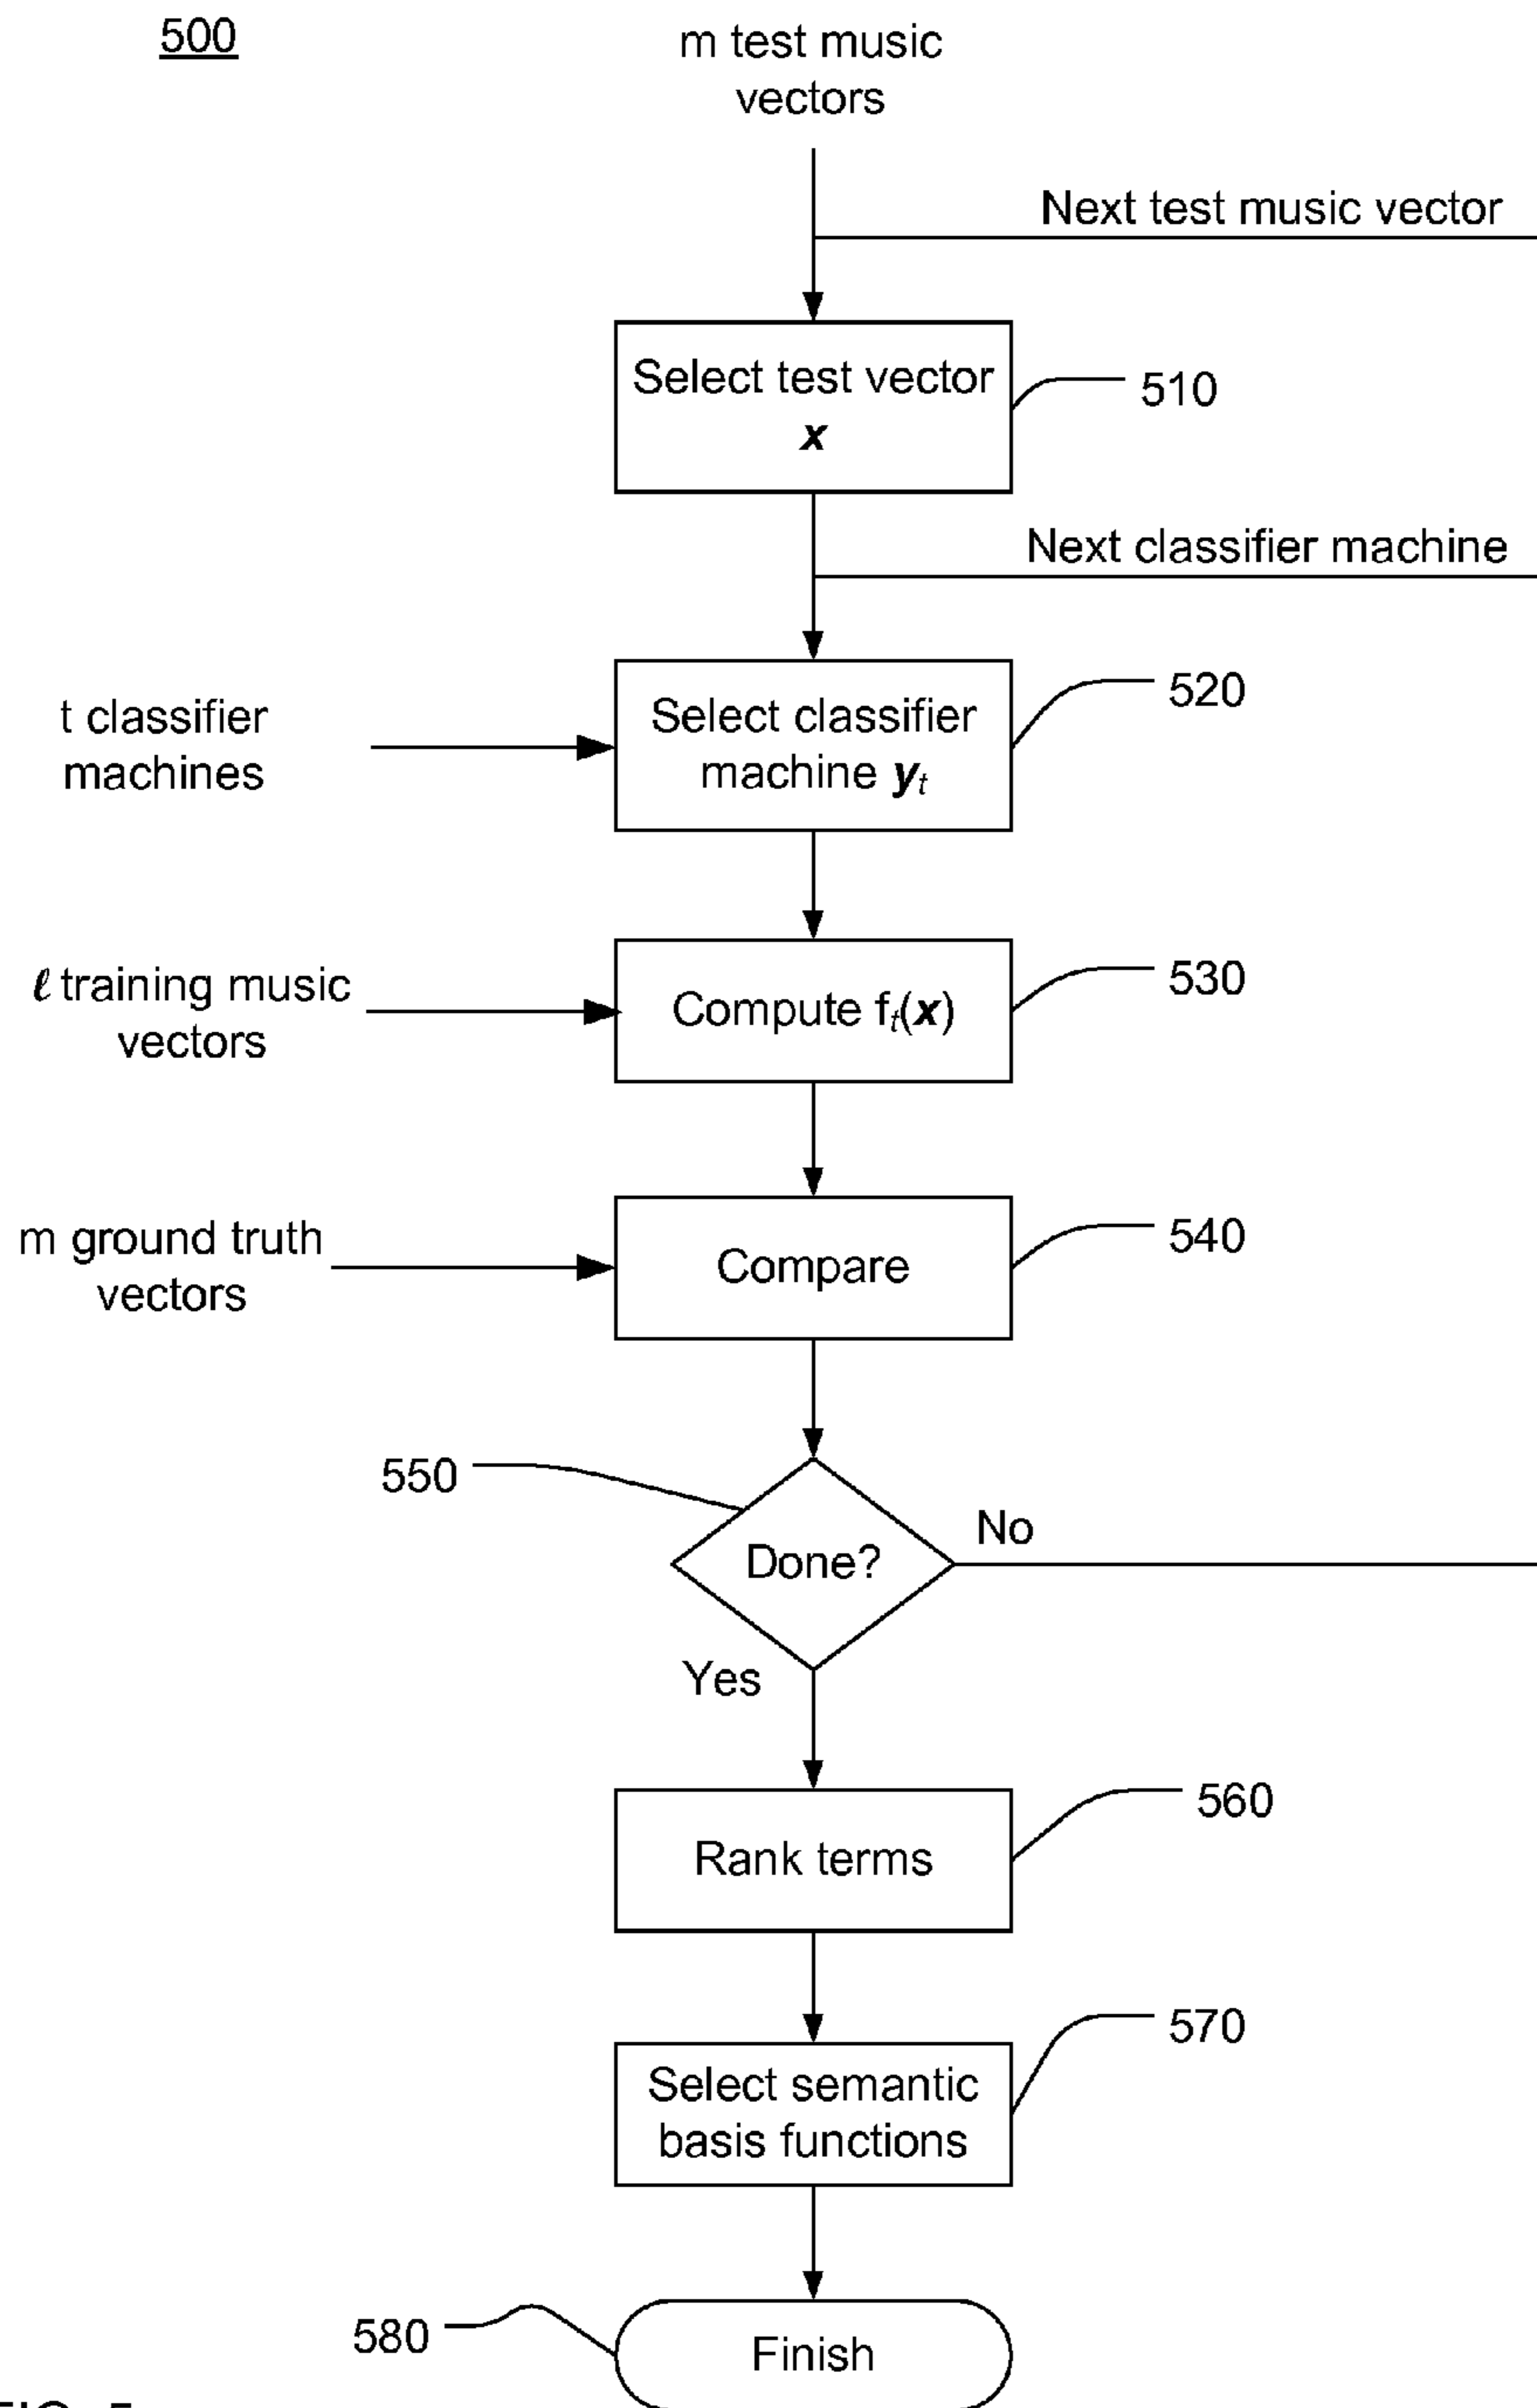 500
m test music
vectors
Next test music vector
Select test vector
x
510
Next classifier machine
t classifier
machines
Select classifier
machine yt
520
ℓ training music
vectors
Compute ft(x)
530
m ground truth
vectors
Compare
540
550
Done?
No
Yes
Rank terms
560
Select semantic
basis functions
570
580
Finish